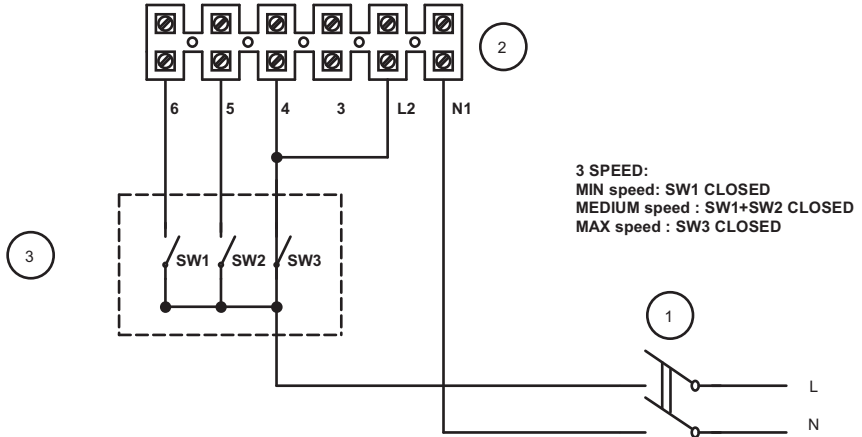 2
6 5 4 3 L2 N1
3 SPEED:
MIN speed: SW1 CLOSED
MEDIUM speed : SW1+SW2 CLOSED
MAX speed : SW3 CLOSED
3
SW1 SW2 SW3
1
L
N